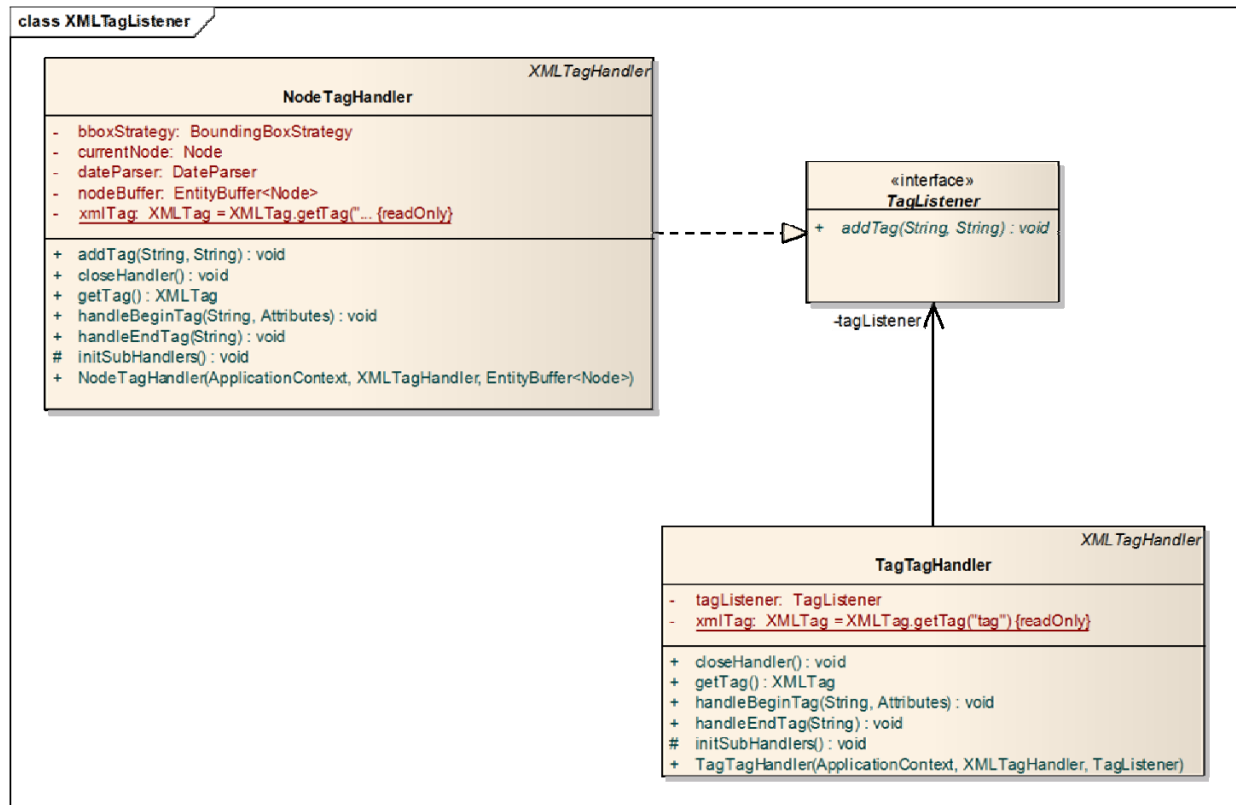 class XMLTagListener
XMLTagHandler
NodeTagHandler
- bboxStrategy: BoundingBoxStrategy
- currentNode: Node
- dateParser: DateParser
- nodeBuffer: EntityBuffer<Node>
- xmlTag: XMLTag = XMLTag.getTag("... {readOnly}
+ addTag(String, String) : void
+ closeHandler() : void
+ getTag() : XMLTag
+ handleBeginTag(String, Attributes) : void
+ handleEndTag(String) : void
# initSubHandlers() : void
+ NodeTagHandler(ApplicationContext, XMLTagHandler, EntityBuffer<Node>)
«interface»
TagListener
+ addTag(String, String) : void
-tagListener
XMLTagHandler
TagTagHandler
- tagListener: TagListener
- xmlTag: XMLTag = XMLTag.getTag("tag") {readOnly}
+ closeHandler() : void
+ getTag() : XMLTag
+ handleBeginTag(String, Attributes) : void
+ handleEndTag(String) : void
# initSubHandlers() : void
+ TagTagHandler(ApplicationContext, XMLTagHandler, TagListener)